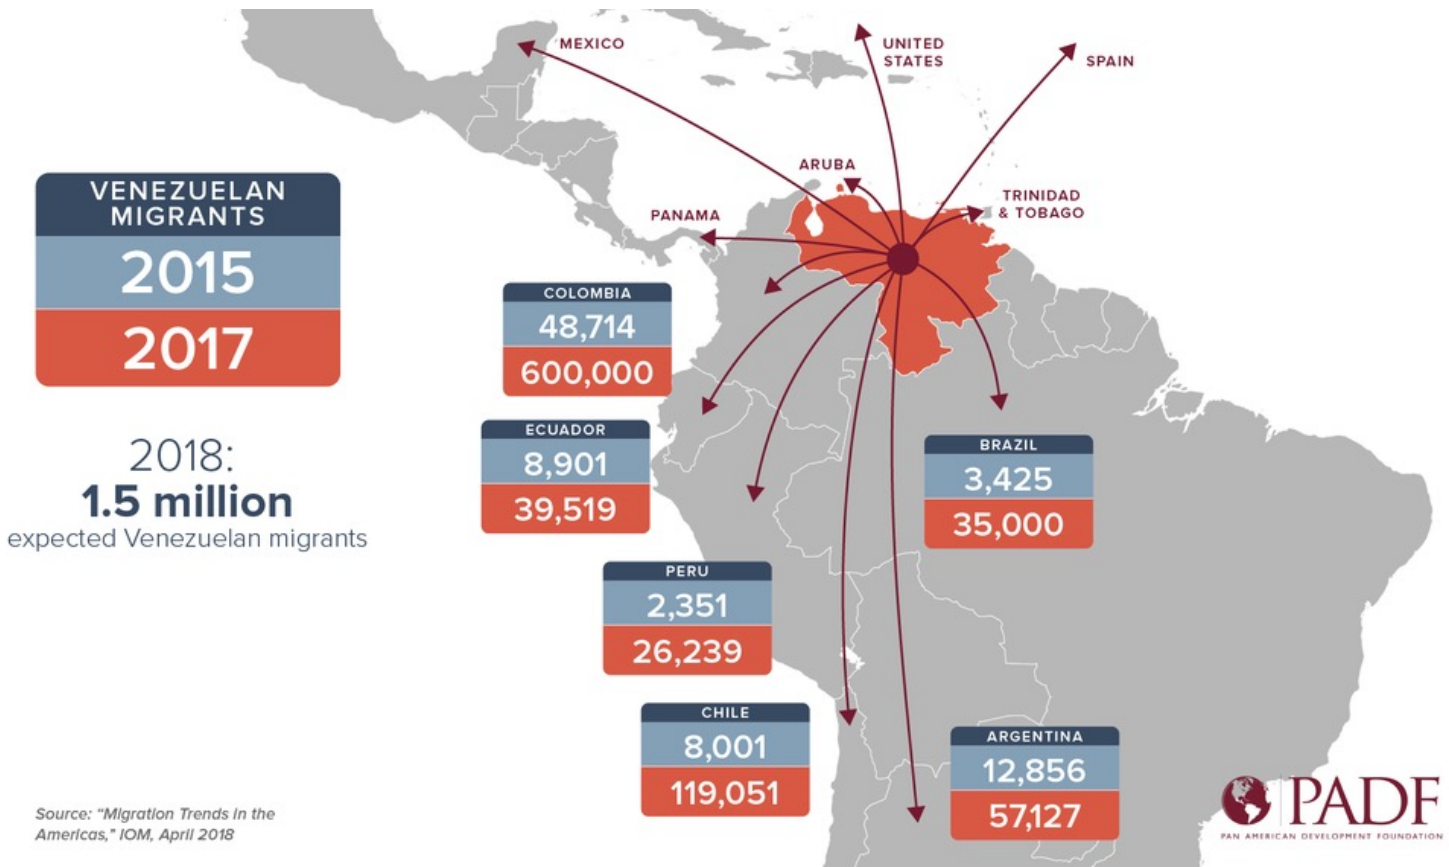 MEXICO
UNITED
STATES
SPAIN
ARUBA
TRINIDAD
& TOBAGO
PANAMA
VENEZUELAN
MIGRANTS
2015
2017
2018:
1.5 million
expected Venezuelan migrants
COLOMBIA
48,714
600,000
ECUADOR
8,901
39,519
BRAZIL
3,425
35,000
PERU
2,351
26,239
CHILE
8,001
119,051
ARGENTINA
12,856
57,127
Source: "Migration Trends in the
Americas," IOM, April 2018
PADF
PAN AMERICAN DEVELOPMENT FOUNDATION